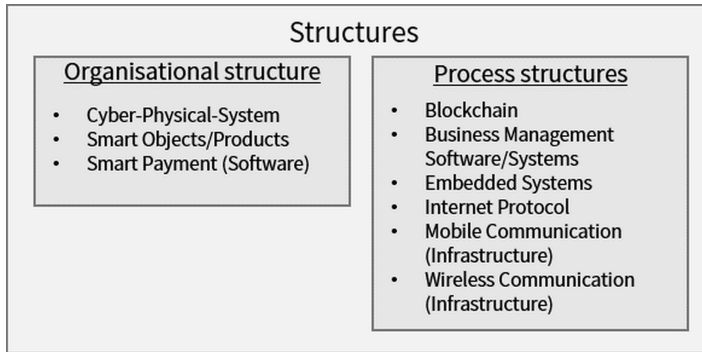 Structures
Organisational structure
• Cyber-Physical-System
• Smart Objects/Products
• Smart Payment (Software)
Process structures
• Blockchain
• Business Management
Software/Systems
• Embedded Systems
• Internet Protocol
• Mobile Communication
(Infrastructure)
• Wireless Communication
(Infrastructure)